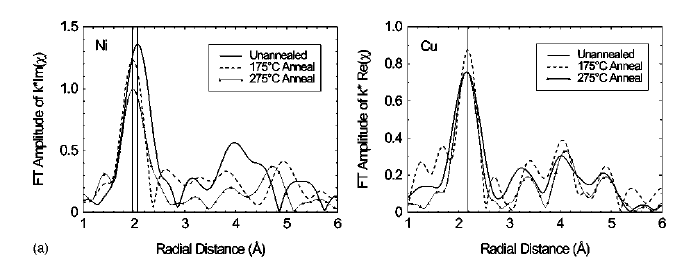 Ni
Unannealed
175°C Anneal
275°C Anneal
FT Amplitude of k*Im(χ)
1.5
1.0
0.5
0
1 2 3 4 5 6
Radial Distance (Å)
(a)
Cu
Unannealed
175°C Anneal
275°C Anneal
FT Amplitude of k* Re(χ)
1.0
0.8
0.6
0.4
0.2
0
1 2 3 4 5 6
Radial Distance (Å)